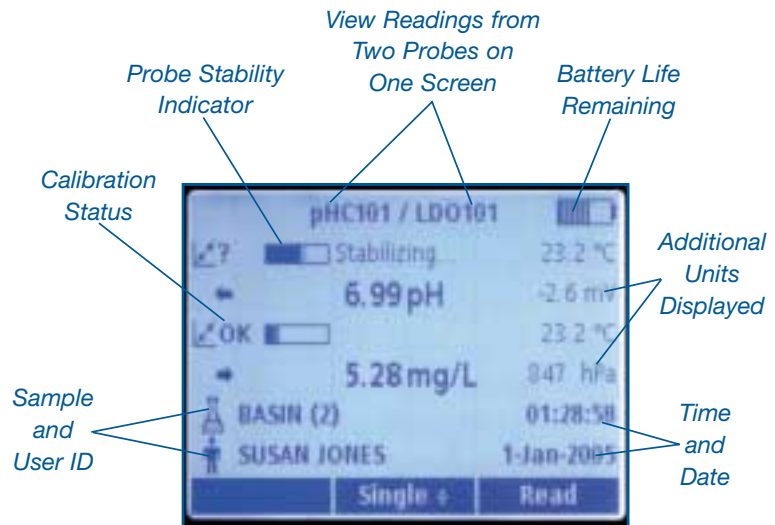 View Readings from
Two Probes on
One Screen
Probe Stability
Indicator
Battery Life
Remaining
Calibration
Status
Additional
Units
Displayed
Sample
and
User ID
Time
and
Date
pHC101 / LDO101
? Stabilizing... 23.2 °C
6.99 pH -2.6 mV
OK 23.2 °C
5.28 mg/L 847 hPa
BASIN (2) 01:28:58
SUSAN JONES 1-Jan-2005
Single Read